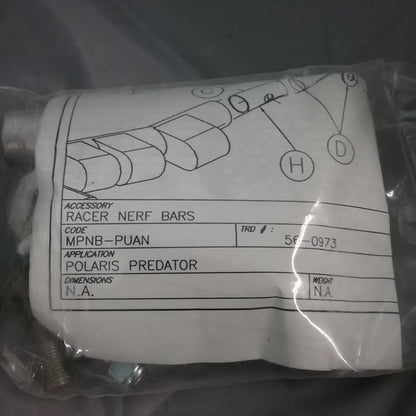 C
D
H
ACCESSORY
RACER NERF BARS
CODE
MPNB-PUAN
TRD #:
56-0973
APPLICATION
POLARIS PREDATOR
DIMENSIONS
N.A.
WEIGHT
N.A.